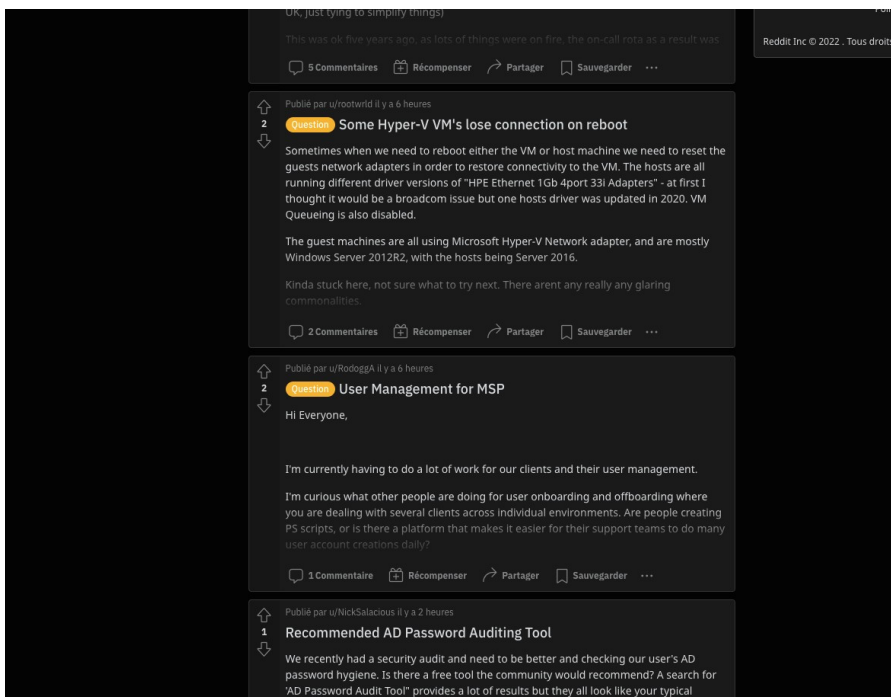 OK, just tying to simplify things)
This was ok five years ago, as lots of things were on fire, the on-call rota as a result was
5 Commentaires Récompenser Partager Sauvegarder
Reddit Inc © 2022 . Tous droits
Publié par u/rootwrld il y a 6 heures
2
Question Some Hyper-V VM's lose connection on reboot
Sometimes when we need to reboot either the VM or host machine we need to reset the
guests network adapters in order to restore connectivity to the VM. The hosts are all
running different driver versions of "HPE Ethernet 1Gb 4port 33i Adapters" - at first I
thought it would be a broadcom issue but one hosts driver was updated in 2020. VM
Queueing is also disabled.
The guest machines are all using Microsoft Hyper-V Network adapter, and are mostly
Windows Server 2012R2, with the hosts being Server 2016.
Kinda stuck here, not sure what to try next. There arent any really any glaring
commonalities.
2 Commentaires Récompenser Partager Sauvegarder
Publié par u/RodoggA il y a 6 heures
2
Question User Management for MSP
Hi Everyone,
I'm currently having to do a lot of work for our clients and their user management.
I'm curious what other people are doing for user onboarding and offboarding where
you are dealing with several clients across individual environments. Are people creating
PS scripts, or is there a platform that makes it easier for their support teams to do many
user account creations daily?
1 Commentaire Récompenser Partager Sauvegarder
Publié par u/NickSalacious il y a 2 heures
1
Recommended AD Password Auditing Tool
We recently had a security audit and need to be better and checking our user's AD
password hygiene. Is there a free tool the community would recommend? A search for
'AD Password Audit Tool" provides a lot of results but they all look like your typical